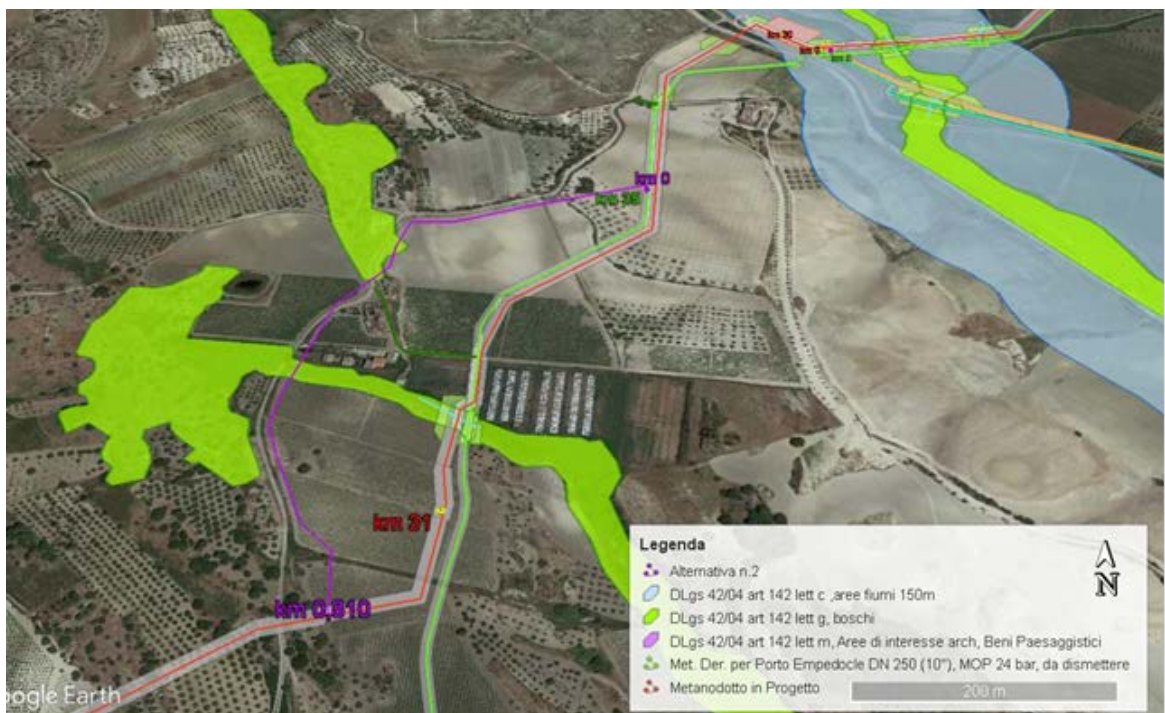 km 30
km 0
km 35
km 31
km 0,810
Legenda
Alternativa n.2
DLgs 42/04 art 142 lett c ,aree fiumi 150m
DLgs 42/04 art 142 lett g, boschi
DLgs 42/04 art 142 lett m, Aree di interesse arch, Beni Paesaggistici
Met. Der. per Porto Empedocle DN 250 (10"), MOP 24 bar, da dismettere
Metanodotto in Progetto
200 m
N
oogle Earth